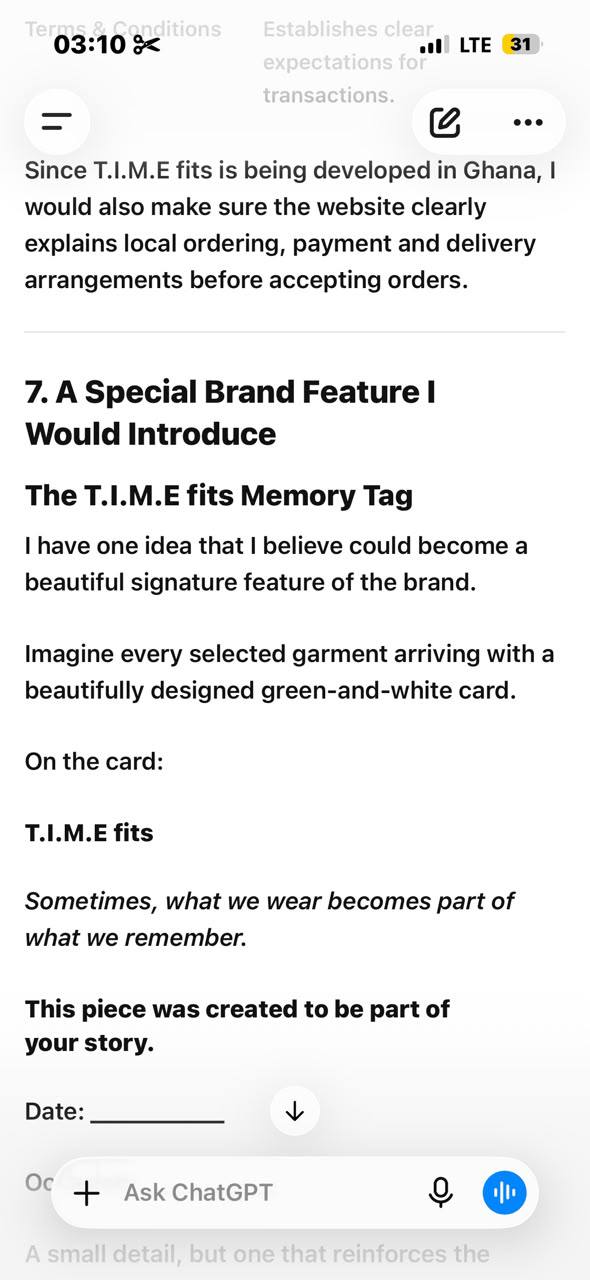 Terms & Conditions
Establishes clear
expectations for
transactions.
03:10
LTE 31
Since T.I.M.E fits is being developed in Ghana, I
would also make sure the website clearly
explains local ordering, payment and delivery
arrangements before accepting orders.
7. A Special Brand Feature I
Would Introduce
The T.I.M.E fits Memory Tag
I have one idea that I believe could become a
beautiful signature feature of the brand.
Imagine every selected garment arriving with a
beautifully designed green-and-white card.
On the card:
T.I.M.E fits
Sometimes, what we wear becomes part of
what we remember.
This piece was created to be part of
your story.
Date: ___________
Ask ChatGPT
A small detail, but one that reinforces the